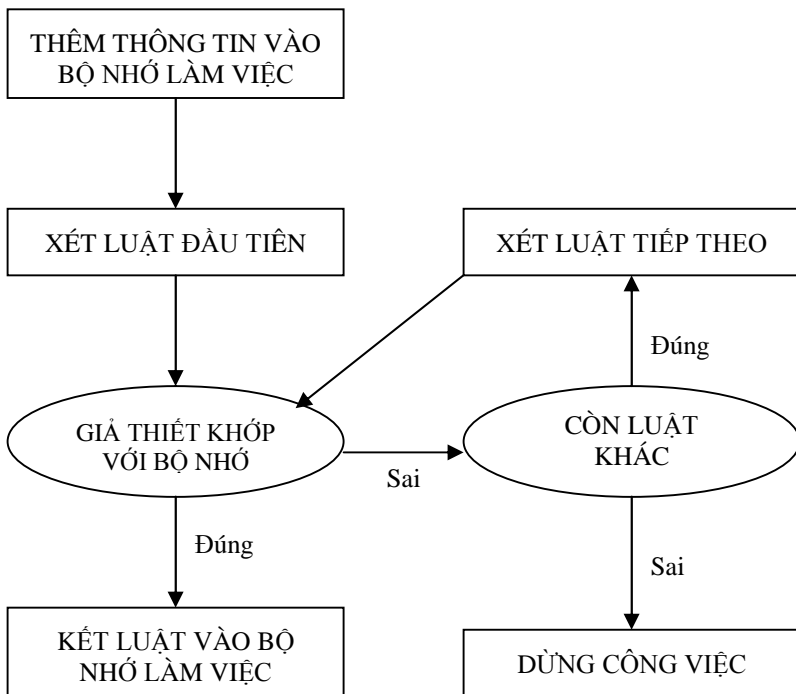 THÊM THÔNG TIN VÀO
BỘ NHỚ LÀM VIỆC
XÉT LUẬT ĐẦU TIÊN
XÉT LUẬT TIẾP THEO
Đúng
GIẢ THIẾT KHỚP
VỚI BỘ NHỚ
CÒN LUẬT
KHÁC
Sai
Đúng
Sai
KẾT LUẬT VÀO BỘ
NHỚ LÀM VIỆC
DỪNG CÔNG VIỆC